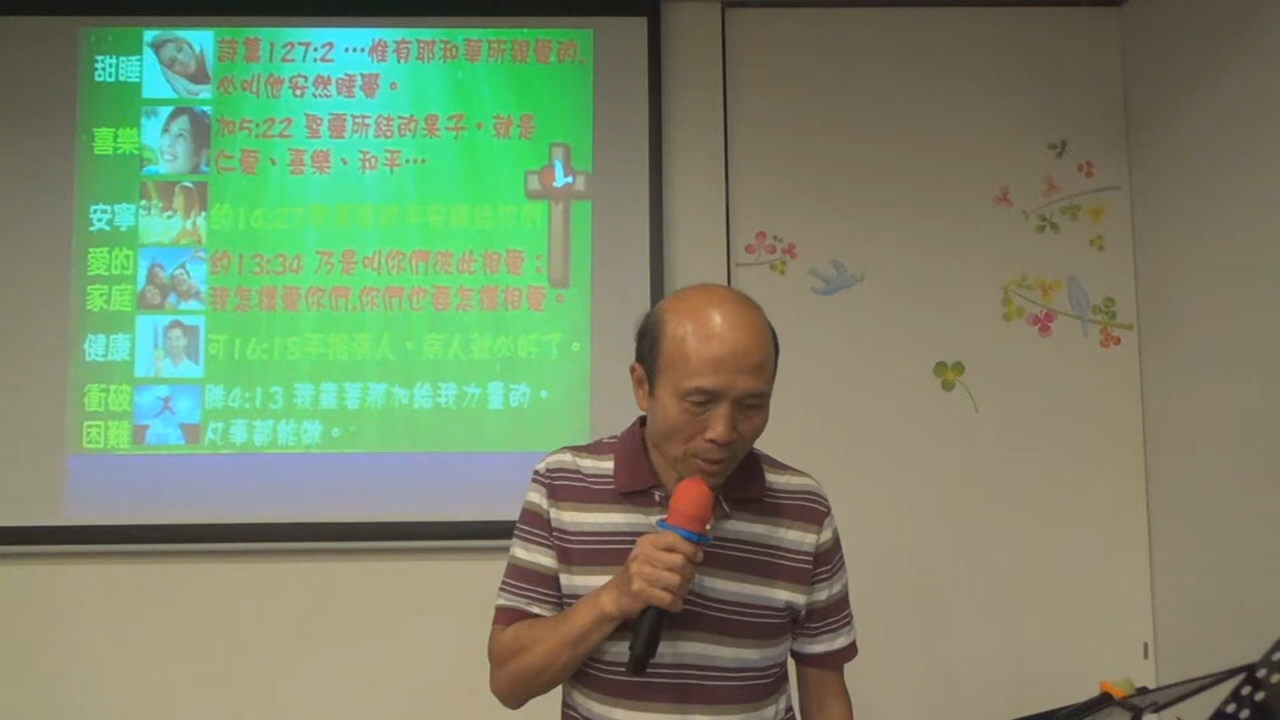 甜睡 詩篇127:2 …惟有耶和華所親愛的,
必叫他安然睡覺。
喜樂 加5:22 聖靈所結的果子,就是
仁愛、喜樂、和平…
安寧 約14:27
愛的 約13:34 乃是叫你們彼此相愛;
家庭 我怎樣愛你們,你們也要怎樣相愛。
健康 可16:18手按病人,病人就必好了。
衝破 腓4:13 我靠著那加給我力量的,
困難 凡事都能做。